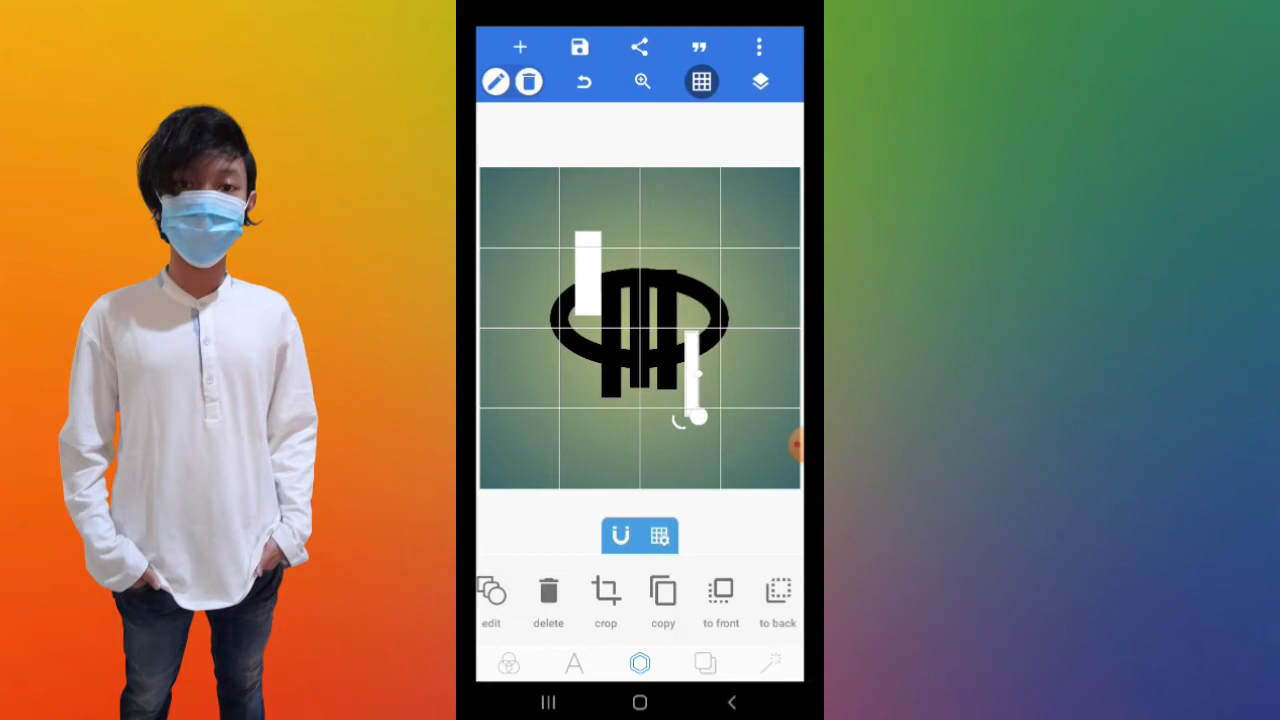 edit
delete
crop
copy
to front
to back